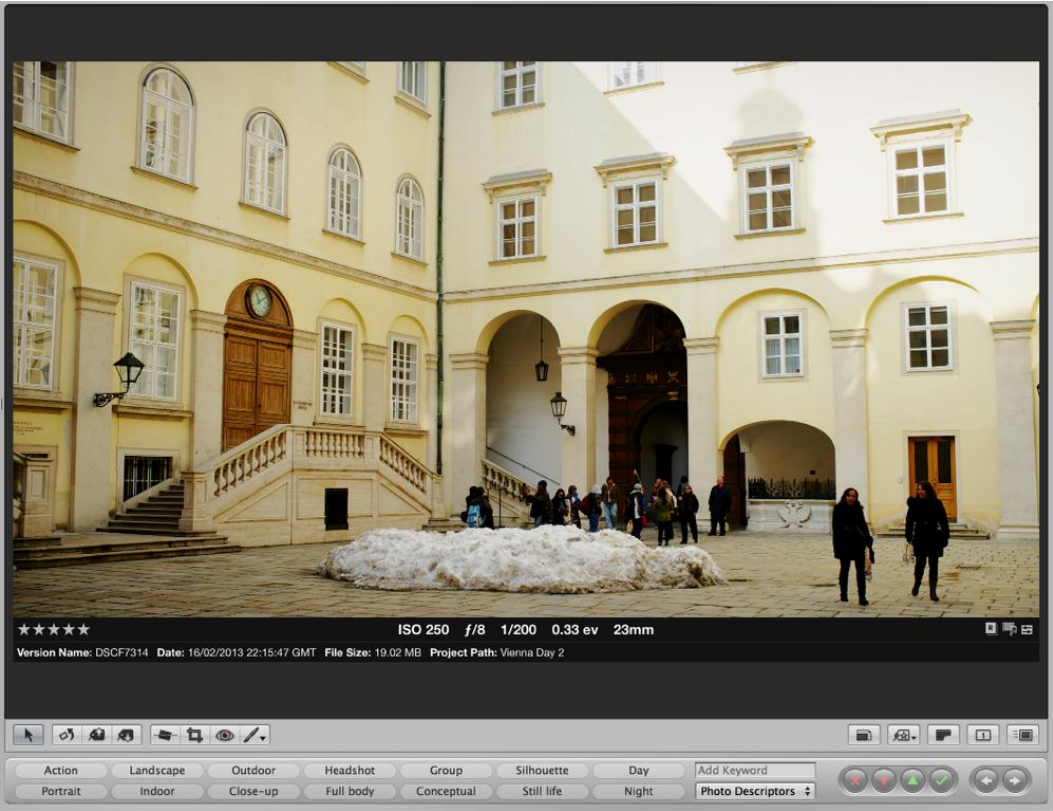 ★★★★★ ISO 250 ƒ/8 1/200 0.33 ev 23mm R
Version Name: DSCF7314 Date: 16/02/2013 22:15:47 GMT File Size: 19.02 MB Project Path: Vienna Day 2
1
Action Landscape Outdoor Headshot Group Silhouette Day Add Keyword
Portrait Indoor Close-up Full body Conceptual Still life Night Photo Descriptors